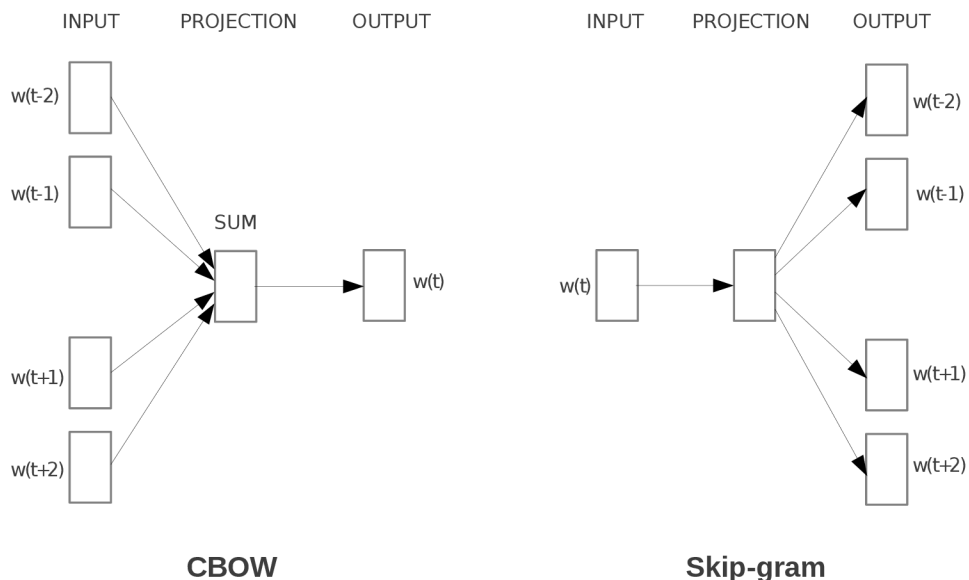 INPUT PROJECTION OUTPUT
w(t-2)
w(t-1)
SUM
w(t)
w(t+1)
w(t+2)
CBOW
INPUT PROJECTION OUTPUT
w(t-2)
w(t-1)
w(t)
w(t+1)
w(t+2)
Skip-gram